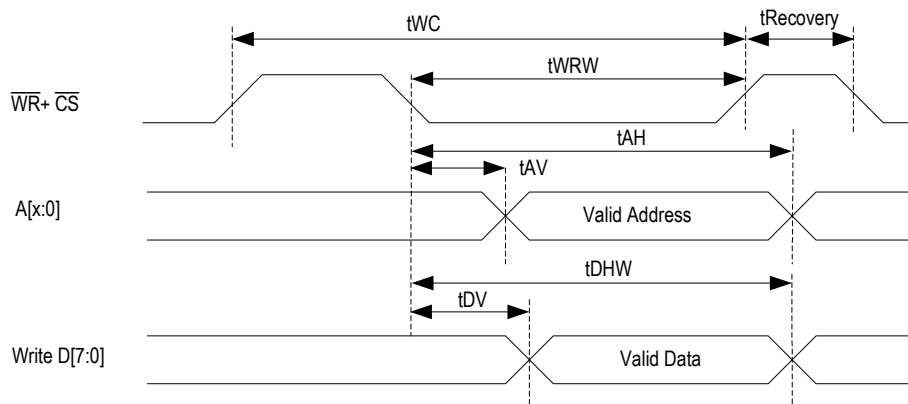 tWC
tRecovery
tWRW
WR+ CS
tAH
tAV
A[x:0]
Valid Address
tDHW
tDV
Write D[7:0]
Valid Data